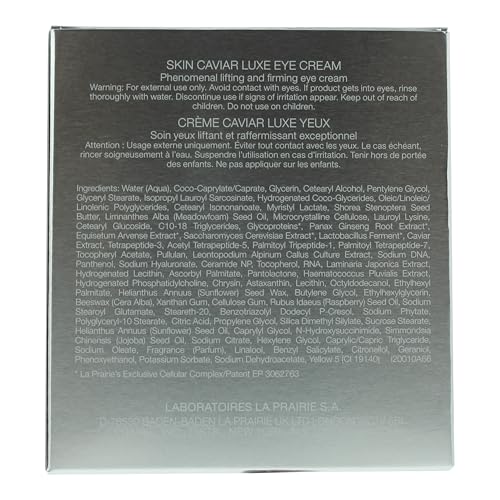 SKIN CAVIAR LUXE EYE CREAM
Phenomenal lifting and firming eye cream
Warning: For external use only. Avoid contact with eyes. If product gets into eyes, rinse
thoroughly with water. Discontinue use if signs of irritation appear. Keep out of reach of
children. Do not use on children.
CRÈME CAVIAR LUXE YEUX
Soin yeux liftant et raffermissant exceptionnel
Attention : Usage externe uniquement. Éviter tout contact avec les yeux. Le cas échéant,
rincer soigneusement à l'eau. Suspendre l'utilisation en cas d'irritation. Tenir hors de portée
des enfants. Ne pas appliquer sur les enfants.
Ingredients: Water (Aqua), Coco-Caprylate/Caprate, Glycerin, Cetearyl Alcohol, Pentylene Glycol,
Glyceryl Stearate, Isopropyl Lauroyl Sarcosinate, Hydrogenated Coco-Glycerides, Oleic/Linoleic/
Linolenic Polyglycerides, Cetearyl Isononanoate, Myristyl Lactate, Shorea Stenoptera Seed
Butter, Limnanthes Alba (Meadowfoam) Seed Oil, Microcrystalline Cellulose, Lauroyl Lysine,
Cetearyl Glucoside, C10-18 Triglycerides, Glycoproteins*, Panax Ginseng Root Extract*,
Equisetum Arvense Extract*, Saccharomyces Cerevisiae Extract*, Lactobacillus Ferment*, Caviar
Extract, Tetrapeptide-3, Acetyl Tetrapeptide-5, Palmitoyl Tripeptide-1, Palmitoyl Tetrapeptide-7,
Tocopheryl Acetate, Pullulan, Leontopodium Alpinum Callus Culture Extract, Sodium DNA,
Panthenol, Sodium Hyaluronate, Ceramide NP, Tocopherol, RNA, Laminaria Japonica Extract,
Hydrogenated Lecithin, Ascorbyl Palmitate, Pantolactone, Haematococcus Pluvialis Extract,
Hydrogenated Phosphatidylglycerides, Chrysin, Astaxanthin, Lecithin, Octyldodecanol, Ethylhexyl
Palmitate, Helianthus Annuus (Sunflower) Seed Wax, Butylene Glycol, Ethylhexylglycerin,
Beeswax (Cera Alba), Xanthan Gum, Cellulose Gum, Rubus Idaeus (Raspberry) Seed Oil, Sodium
Stearoyl Glutamate, Steareth-20, Benzotriazolyl Dodecyl P-Cresol, Sodium Phytate,
Polyglyceryl-10 Stearate, Citric Acid, Propylene Glycol, Silica Dimethyl Silylate, Sucrose Stearate,
Helianthus Annuus (Sunflower) Seed Oil, Caprylyl Glycol, N-Hydroxysuccinimide, Simmondsia
Chinensis (Jojoba) Seed Oil, Sodium Citrate, Hexylene Glycol, Caprylic/Capric Triglyceride,
Sodium Oleate, Fragrance (Parfum), Linalool, Benzyl Salicylate, Citronellol, Geraniol,
Phenoxyethanol, Potassium Sorbate, Sodium Dehydroacetate, Yellow 5 (CI 19140) I20010A66
* La Prairie's Exclusive Cellular Complex/Patent EP 3062763
LABORATOIRES LA PRAIRIE S.A.
D-76530 BADEN-BADEN LA PRAIRIE UK LTD LONDON
NEW YORK